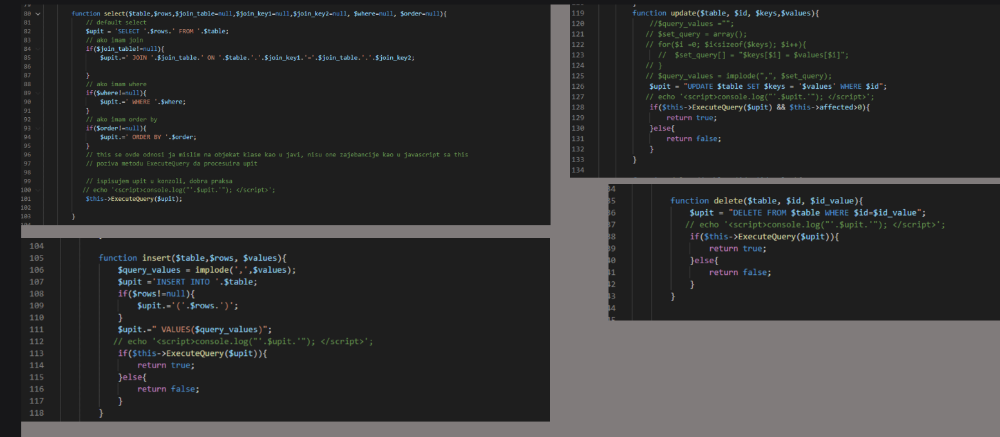 80 function select($table,$rows,$join_table=null,$join_key1=null,$join_key2=null, $where=null, $order=null){
81 // default select
82 $upit = 'SELECT '.$rows.' FROM '.$table;
83 // ako imam join
84 if($join_table!=null){
85 $upit.=' JOIN '.$join_table.' ON '.$table.'.'.$join_key1.'='.$join_table.'.'.$join_key2;
86
87 }
88 // ako imam where
89 if($where!=null){
90 $upit.=' WHERE '.$where;
91 }
92 // ako imam order by
93 if($order!=null){
94 $upit.=' ORDER BY '.$order;
95 }
96 // this se ovde odnosi ja mislim na objekat klase kao u javi, nisu one zajebancije kao u javascript sa this
97 // poziva metodu ExecuteQuery da procesuira upit
98
99 // ispisujem upit u konzoli, dobra praksa
100 // echo '<script>console.log("'.$upit.'"); </script>';
101 $this->ExecuteQuery($upit);
102
103 }
104
105 function insert($table,$rows, $values){
106 $query_values = implode(',',$values);
107 $upit ='INSERT INTO '.$table;
108 if($rows!=null){
109 $upit.='('.$rows.')';
110 }
111 $upit.=" VALUES($query_values)";
112 // echo '<script>console.log("'.$upit.'"); </script>';
113 if($this->ExecuteQuery($upit)){
114 return true;
115 }else{
116 return false;
117 }
118 }
119 function update($table, $id, $keys,$values){
120 //$query_values ="";
121 // $set_query = array();
122 // for($i =0; $i<sizeof($keys); $i++){
123 // $set_query[] = "$keys[$i] = $values[$i]";
124 // }
125 // $query_values = implode(",", $set_query);
126 $upit = "UPDATE $table SET $keys = '$values' WHERE $id";
127 // echo '<script>console.log("'.$upit.'"); </script>';
128 if($this->ExecuteQuery($upit) && $this->affected>0){
129 return true;
130 }else{
131 return false;
132 }
133 }
134
34
35 function delete($table, $id, $id_value){
36 $upit = "DELETE FROM $table WHERE $id=$id_value";
37 // echo '<script>console.log("'.$upit.'"); </script>';
38 if($this->ExecuteQuery($upit)){
39 return true;
40 }else{
41 return false;
42 }
43 }
44